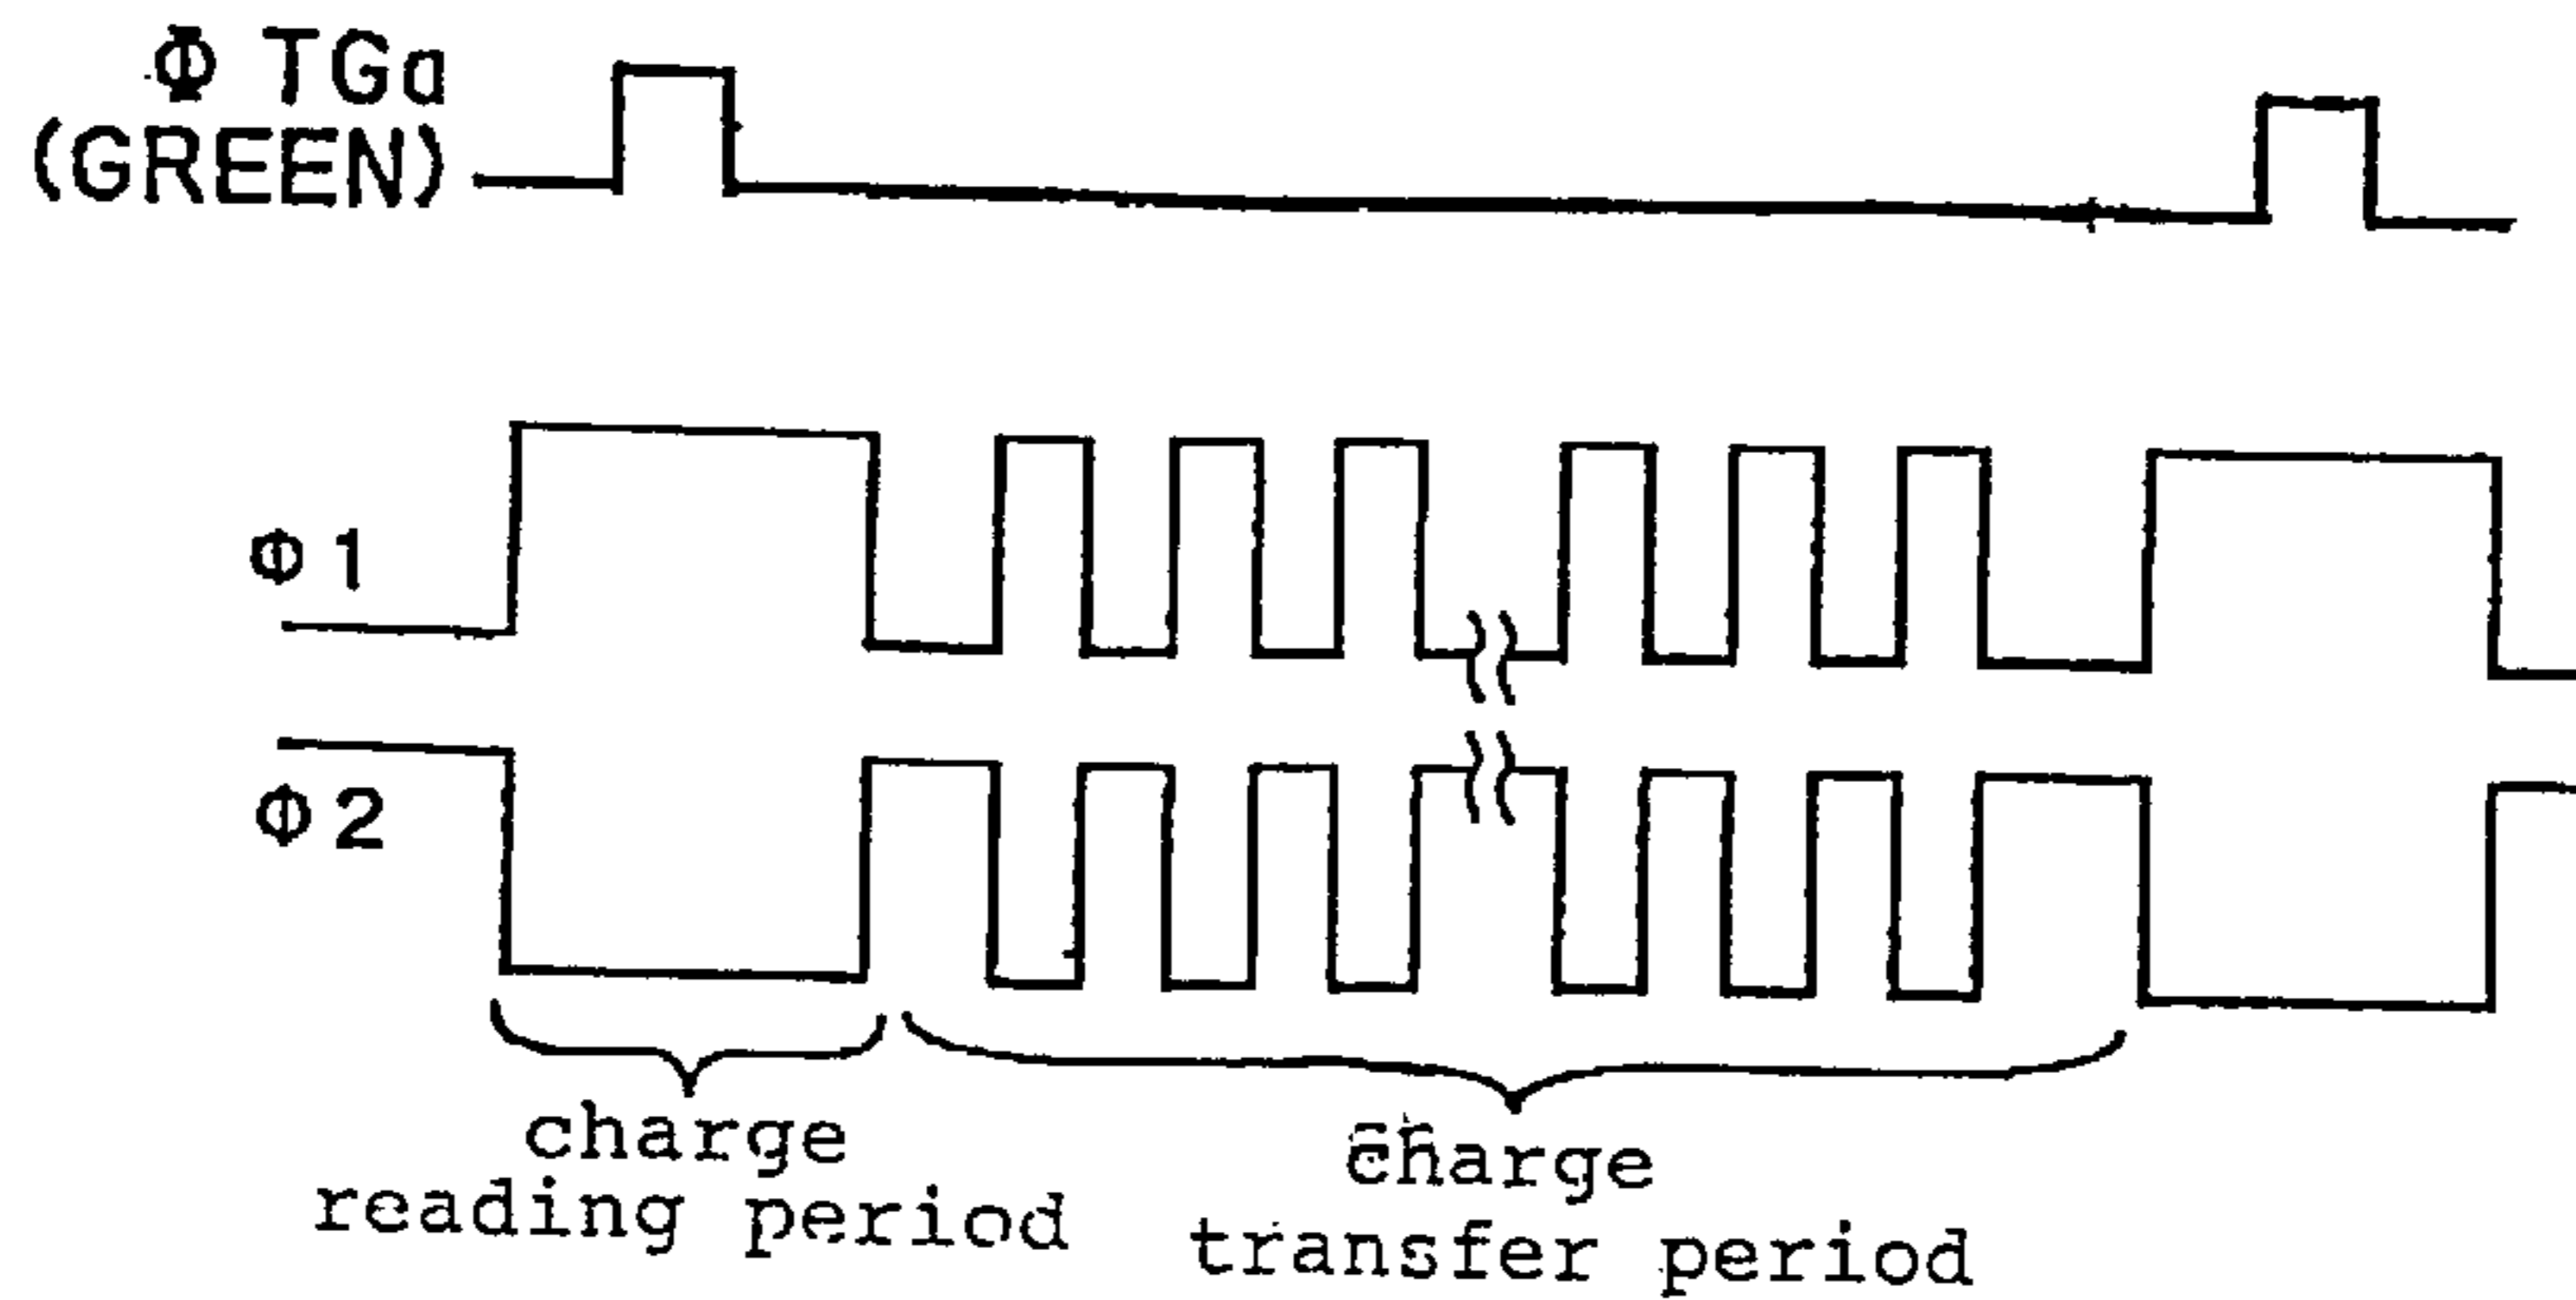 Φ TGa
(GREEN)
Φ1
Φ2
charge
reading period
charge
transfer period